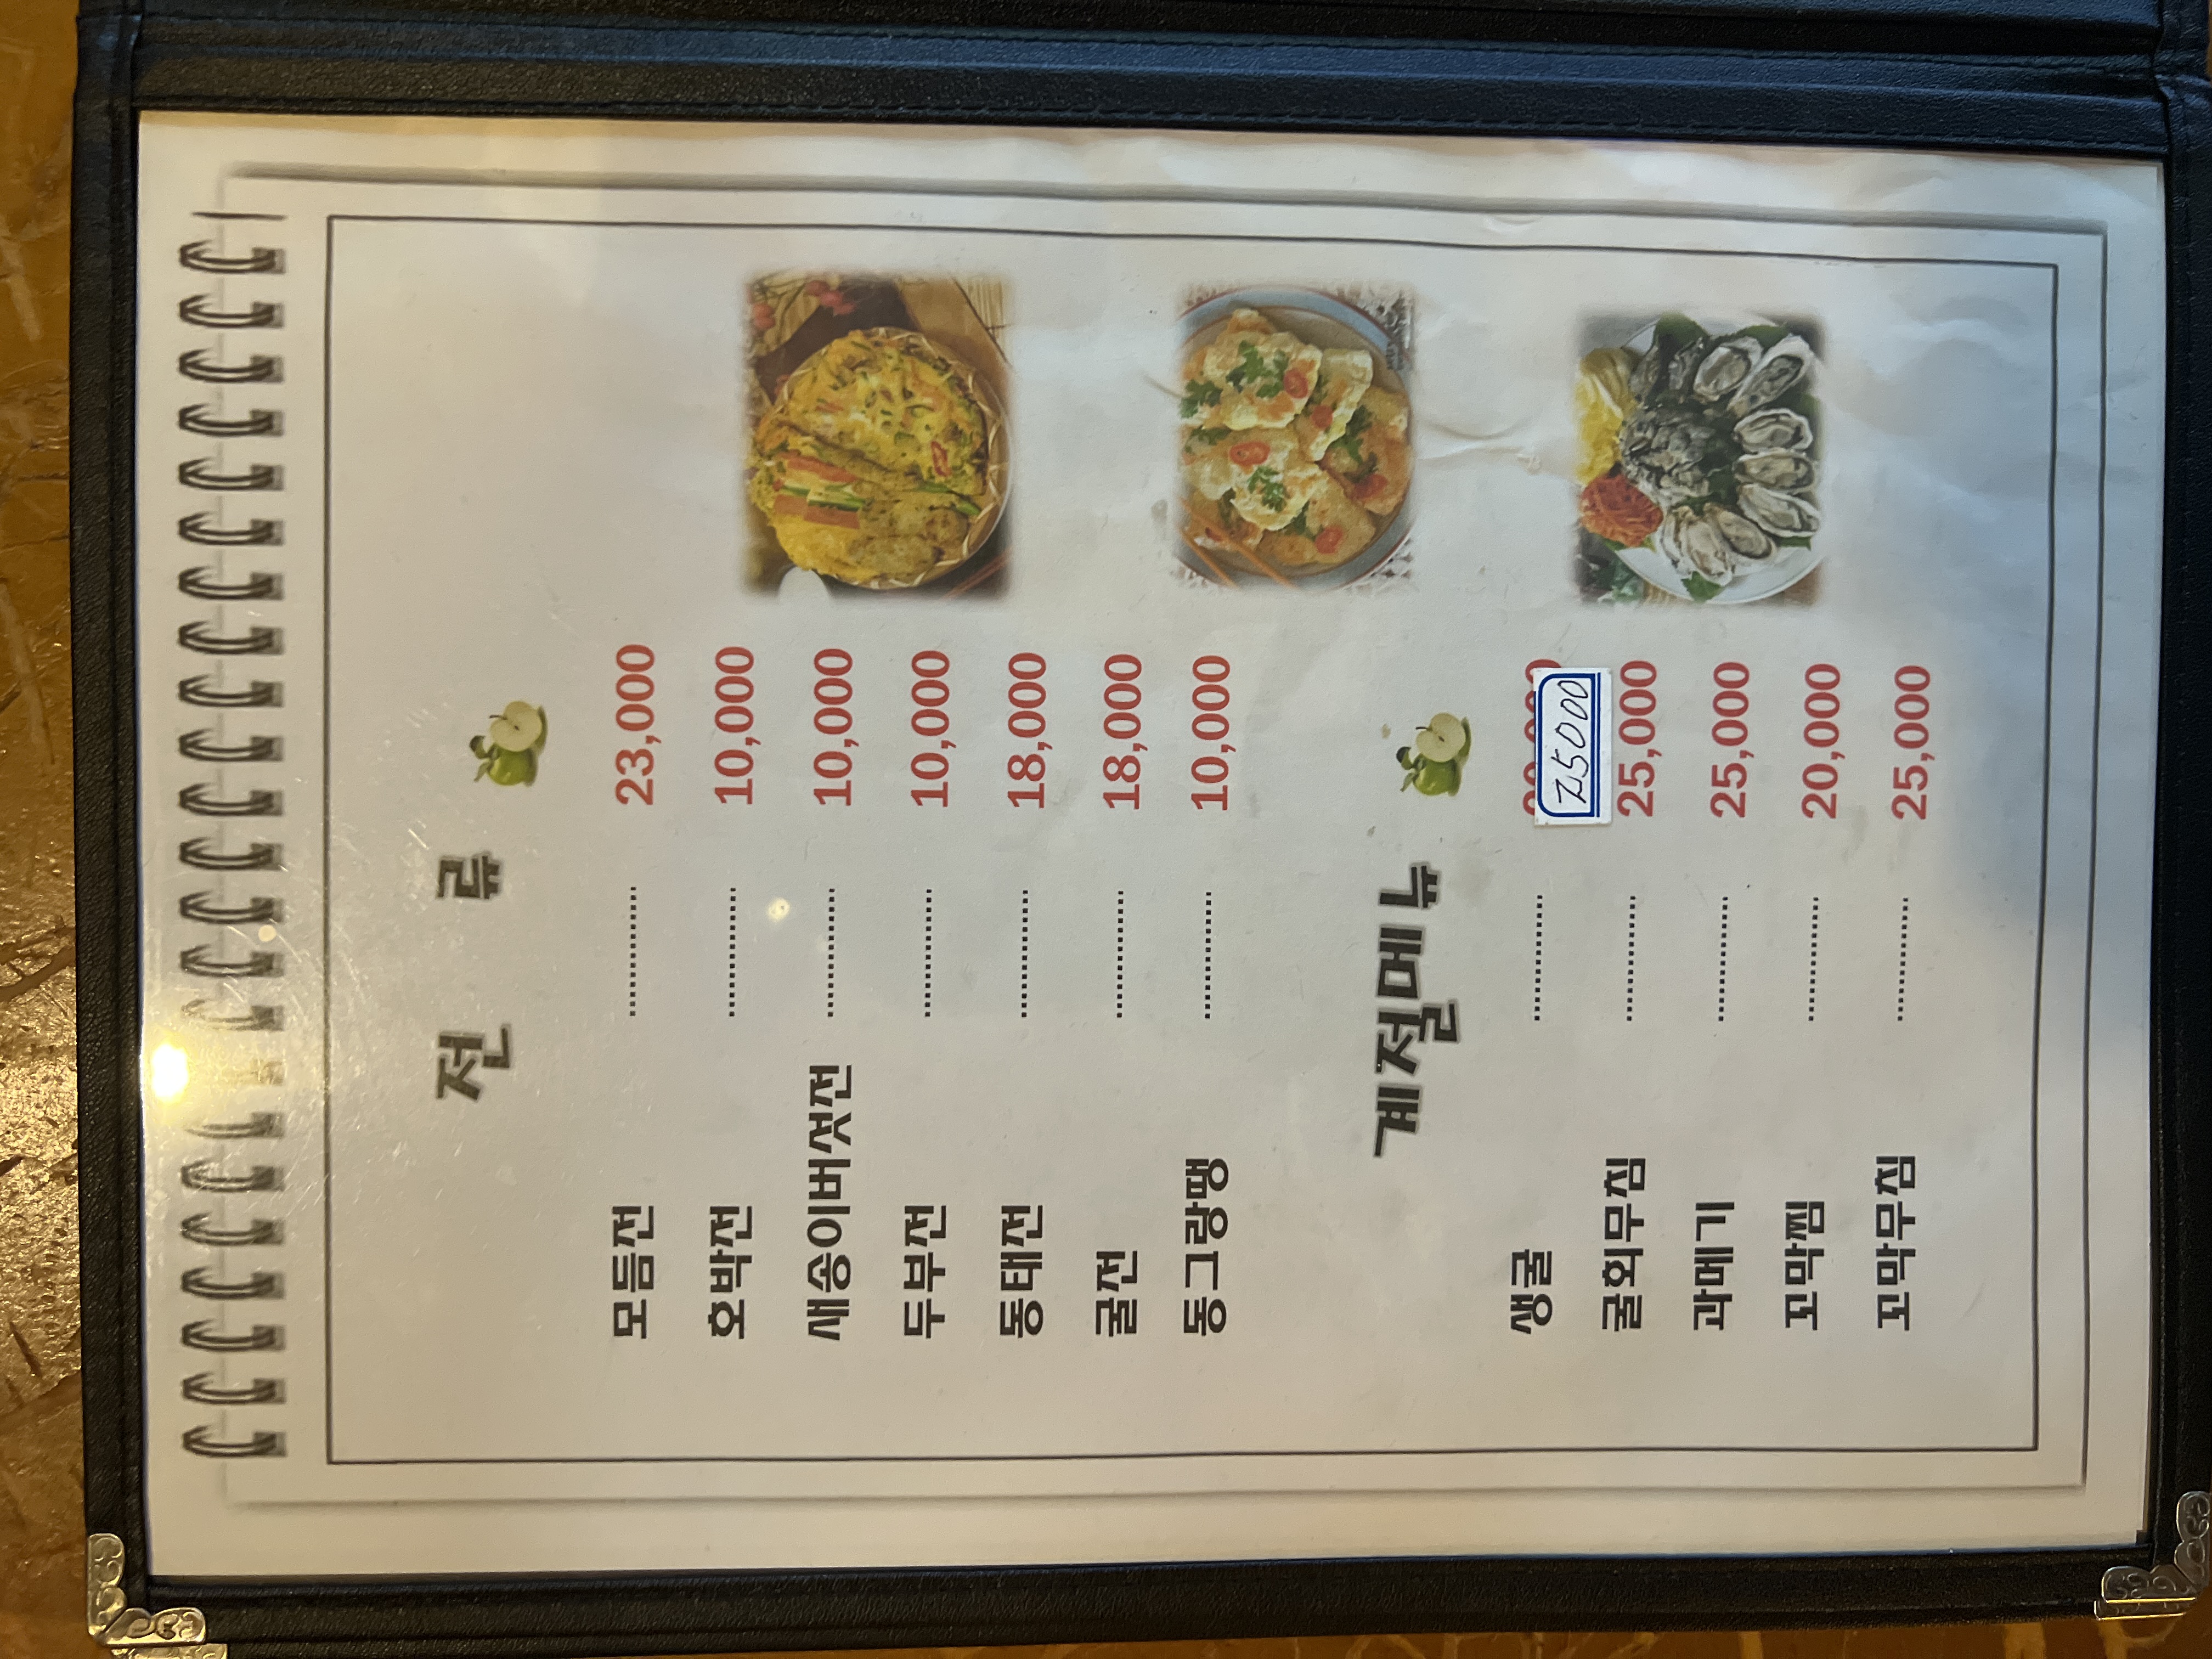 전 류
모듬전 ·············· 23,000
호박전 ·············· 10,000
새송이버섯전 ·············· 10,000
두부전 ·············· 10,000
동태전 ·············· 18,000
굴전 ·············· 18,000
동그랑땡 ·············· 10,000
계절메뉴
생굴 ·············· 25000
굴회무침 ·············· 25,000
과메기 ·············· 25,000
꼬막찜 ·············· 20,000
꼬막무침 ·············· 25,000